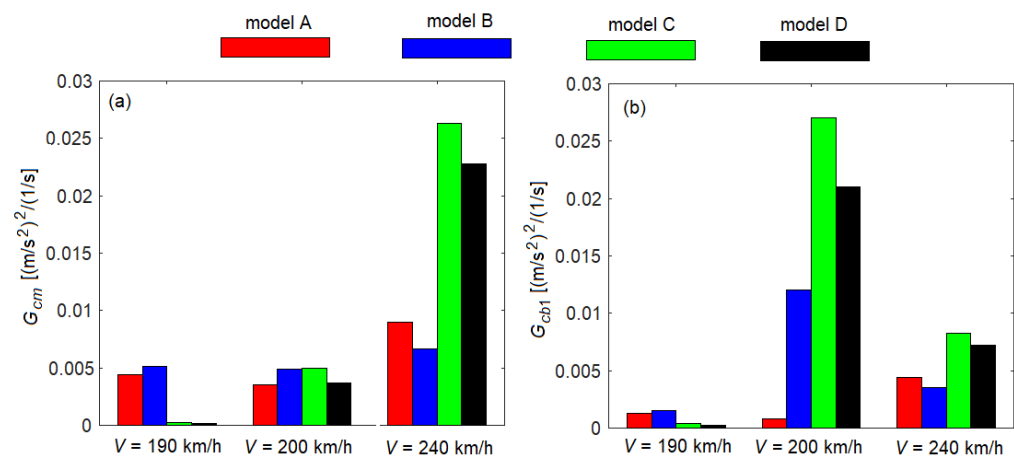 model A
model B
model C
model D
(a)
0.03
0.025
0.02
0.015
0.01
0.005
0
Gcm [(m/s²)²/(1/s]
V = 190 km/h
V = 200 km/h
V = 240 km/h
(b)
0.03
0.025
0.02
0.015
0.01
0.005
0
Gcb1 [(m/s²)²/(1/s]
V = 190 km/h
V = 200 km/h
V = 240 km/h